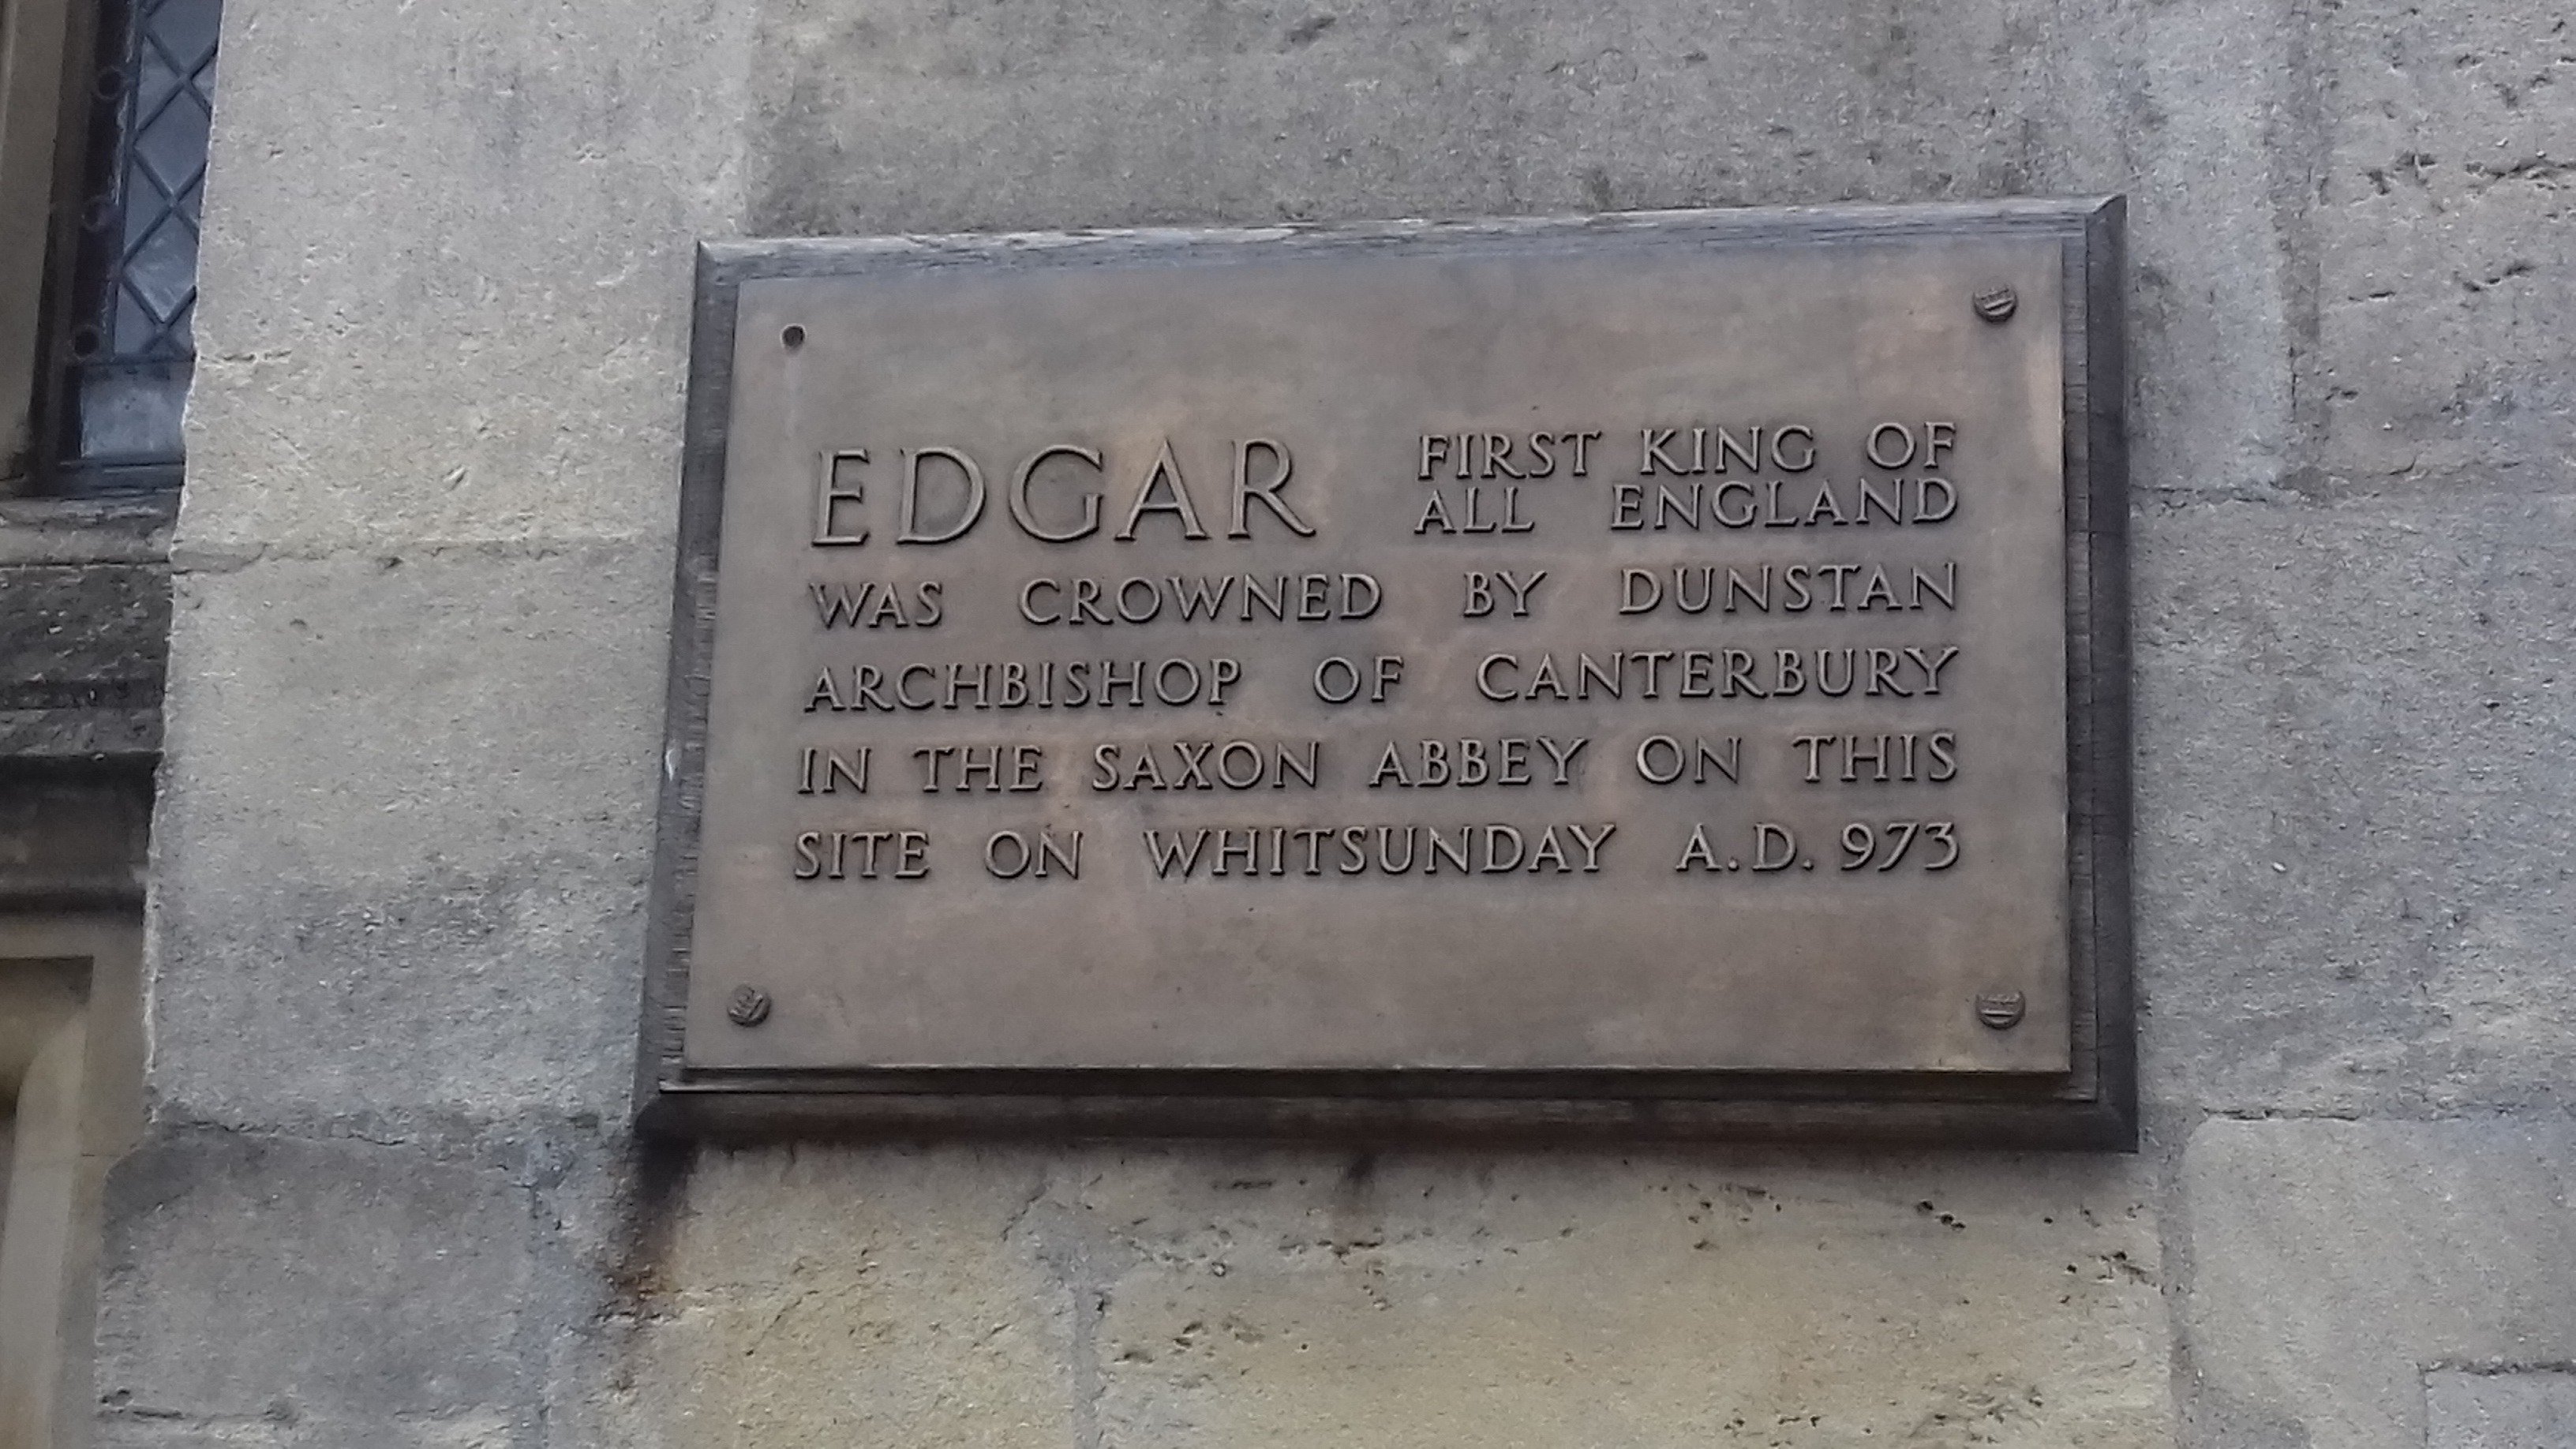 EDGAR FIRST KING OF
ALL ENGLAND
WAS CROWNED BY DUNSTAN
ARCHBISHOP OF CANTERBURY
IN THE SAXON ABBEY ON THIS
SITE ON WHITSUNDAY A.D. 973